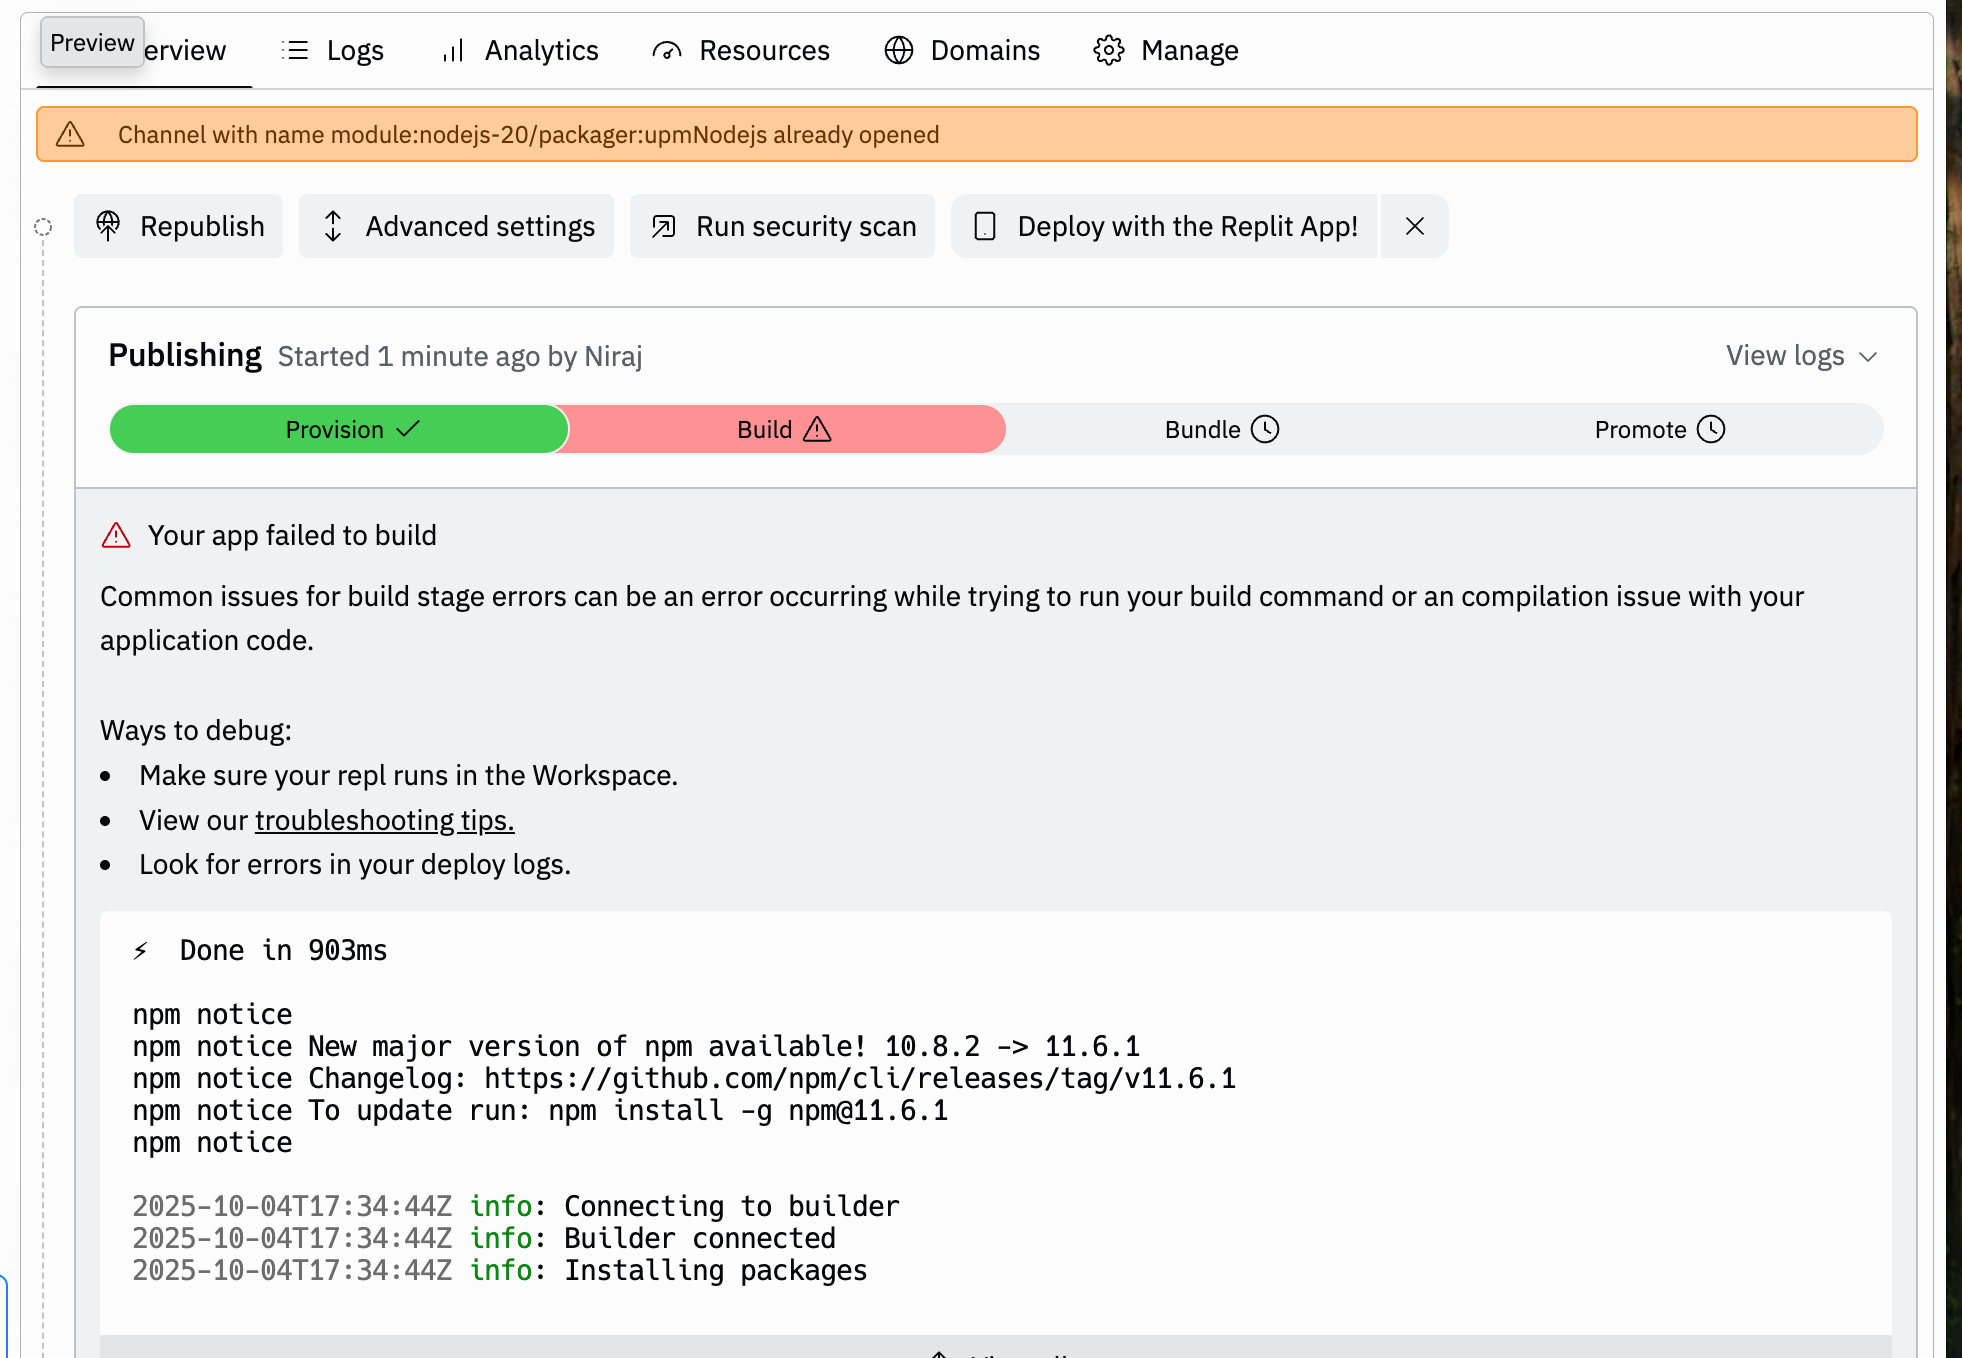 Preview
erview
Logs
Analytics
Resources
Domains
Manage
Channel with name module:nodejs-20/packager:upmNodejs already opened
Republish
Advanced settings
Run security scan
Deploy with the Replit App!
Publishing Started 1 minute ago by Niraj
View logs
Provision
Build
Bundle
Promote
Your app failed to build
Common issues for build stage errors can be an error occurring while trying to run your build command or an compilation issue with your
application code.
Ways to debug:
• Make sure your repl runs in the Workspace.
• View our troubleshooting tips.
• Look for errors in your deploy logs.
⚡ Done in 903ms
npm notice
npm notice New major version of npm available! 10.8.2 -> 11.6.1
npm notice Changelog: https://github.com/npm/cli/releases/tag/v11.6.1
npm notice To update run: npm install -g npm@11.6.1
npm notice
2025-10-04T17:34:44Z info: Connecting to builder
2025-10-04T17:34:44Z info: Builder connected
2025-10-04T17:34:44Z info: Installing packages